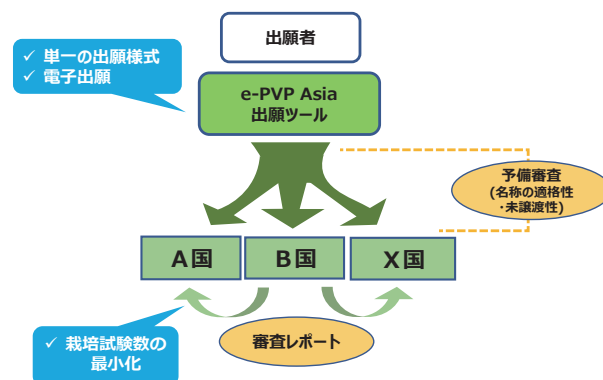 出願者
✓ 単一の出願様式
✓ 電子出願
e-PVP Asia
出願ツール
予備審査
(名称の適格性
・未譲渡性)
A国
B国
X国
✓ 栽培試験数の
最小化
審査レポート